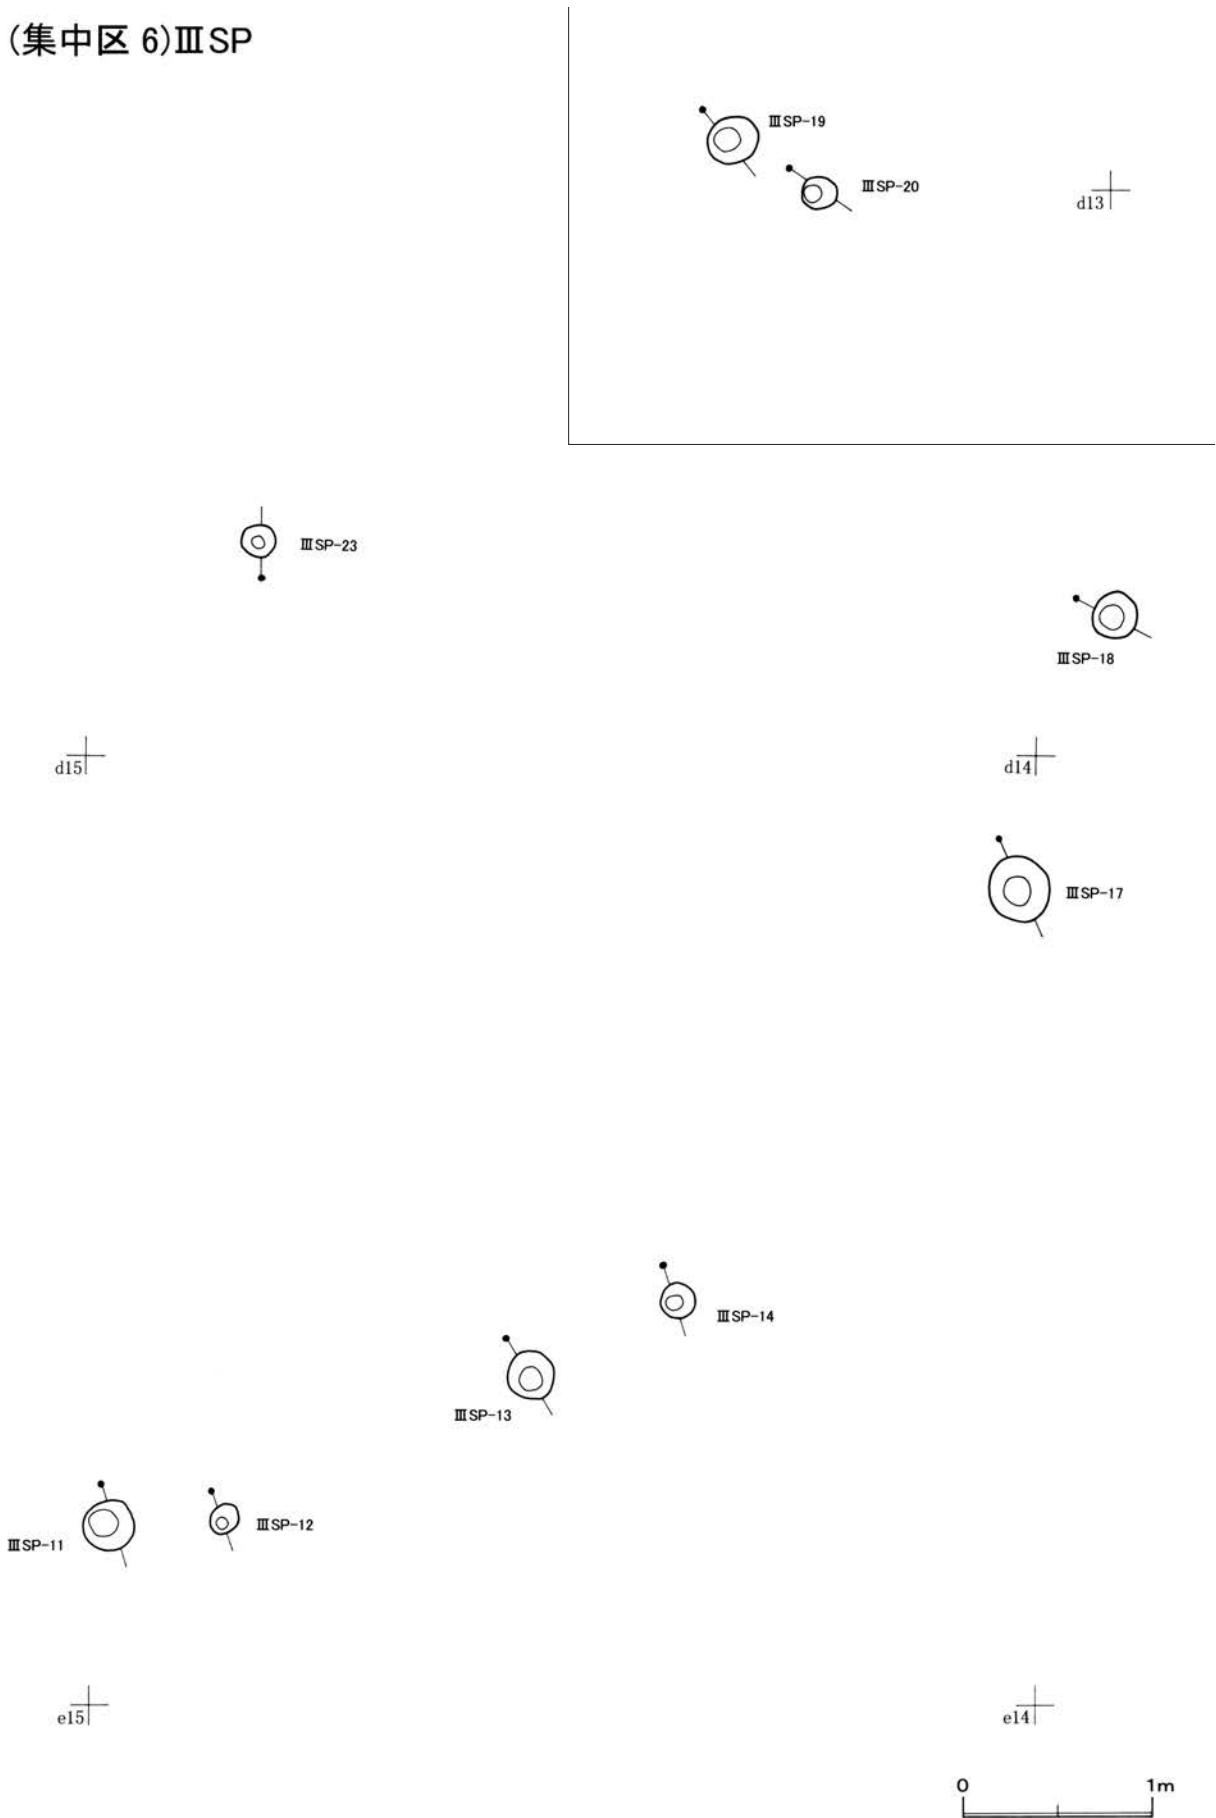 (集中区 6)ⅢSP
ⅢSP-19
ⅢSP-20
d13
ⅢSP-23
ⅢSP-18
d15
d14
ⅢSP-17
ⅢSP-14
ⅢSP-13
ⅢSP-12
ⅢSP-11
e15
e14
0 1m